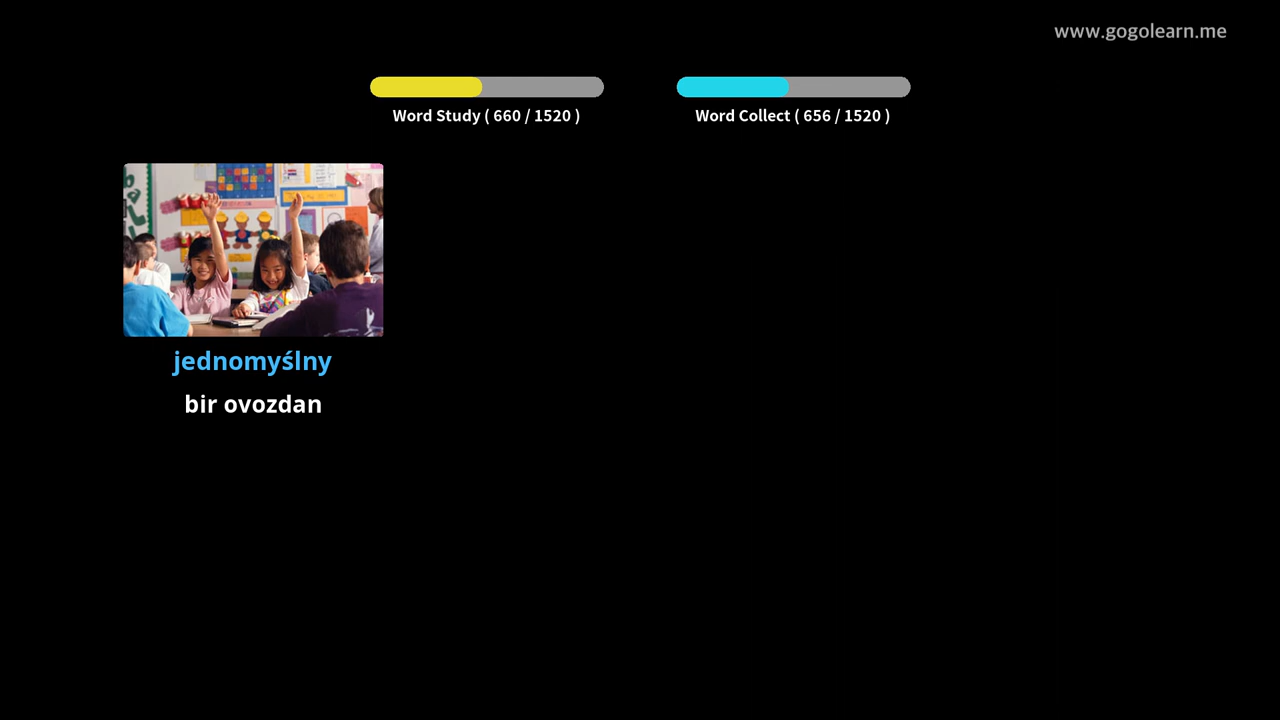 www.gogolearn.me
Word Study ( 660 / 1520 )
Word Collect ( 656 / 1520 )
jednomyślny
bir ovozdan